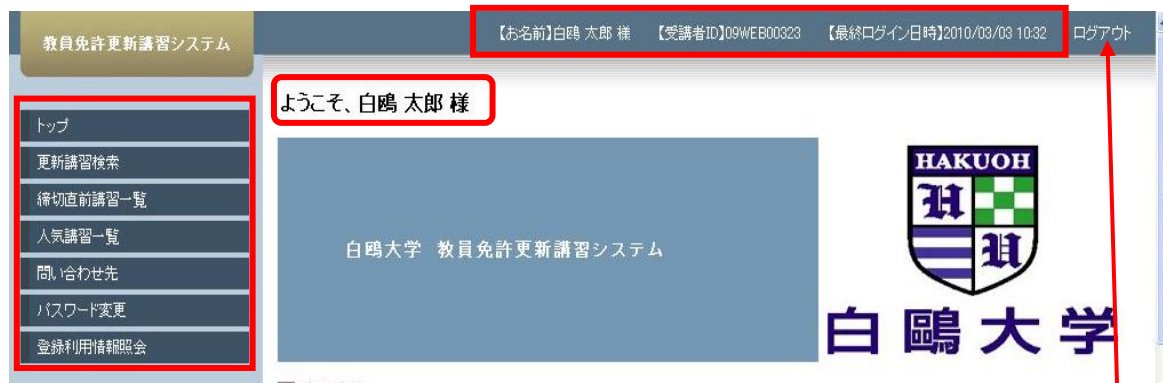 教員免許更新講習システム
【お名前】白鴎 太郎 様 【受講者ID】09WEB00323 【最終ログイン日時】2010/03/03 10:32 ログアウト
ようこそ、白鴎 太郎 様
トップ
更新講習検索
締切直前講習一覧
人気講習一覧
問い合わせ先
パスワード変更
登録利用情報照会
白鴎大学 教員免許更新講習システム
HAKUOH
H
H
白鷗大学